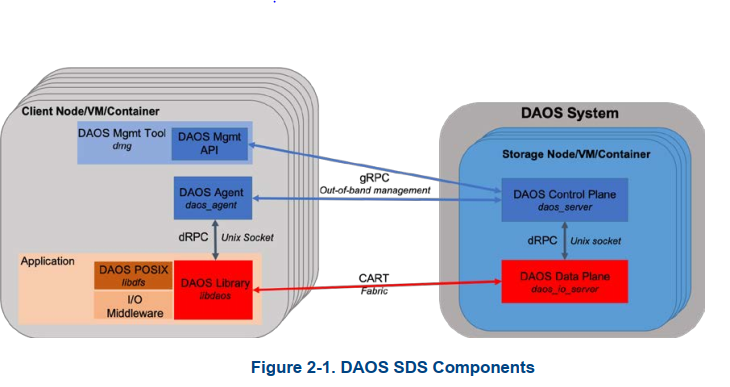 Client Node/VM/Container
DAOS Mgmt Tool
dmg
DAOS Mgmt
API
DAOS Agent
daos_agent
dRPC
Unix Socket
Application
DAOS POSIX
libdfs
I/O
Middleware
DAOS Library
libdaos
gRPC
Out-of-band management
CART
Fabric
DAOS System
Storage Node/VM/Container
DAOS Control Plane
daos_server
dRPC
Unix socket
DAOS Data Plane
daos_io_server
Figure 2-1. DAOS SDS Components